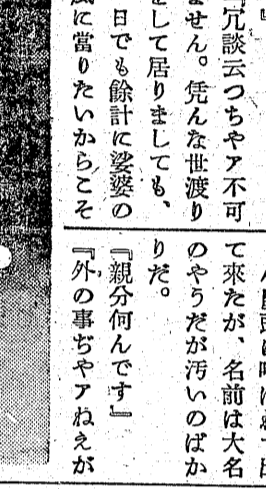 』
『冗談云つちやア不可
ません。凭んな世渡り
をして居りましても、
一日でも餘計に娑婆の
風に當りたいからこそ
て來たが、名前は大名
のやうだが汚いのばか
りだ。
『親分何んです』
『外の事ぢやアねえが